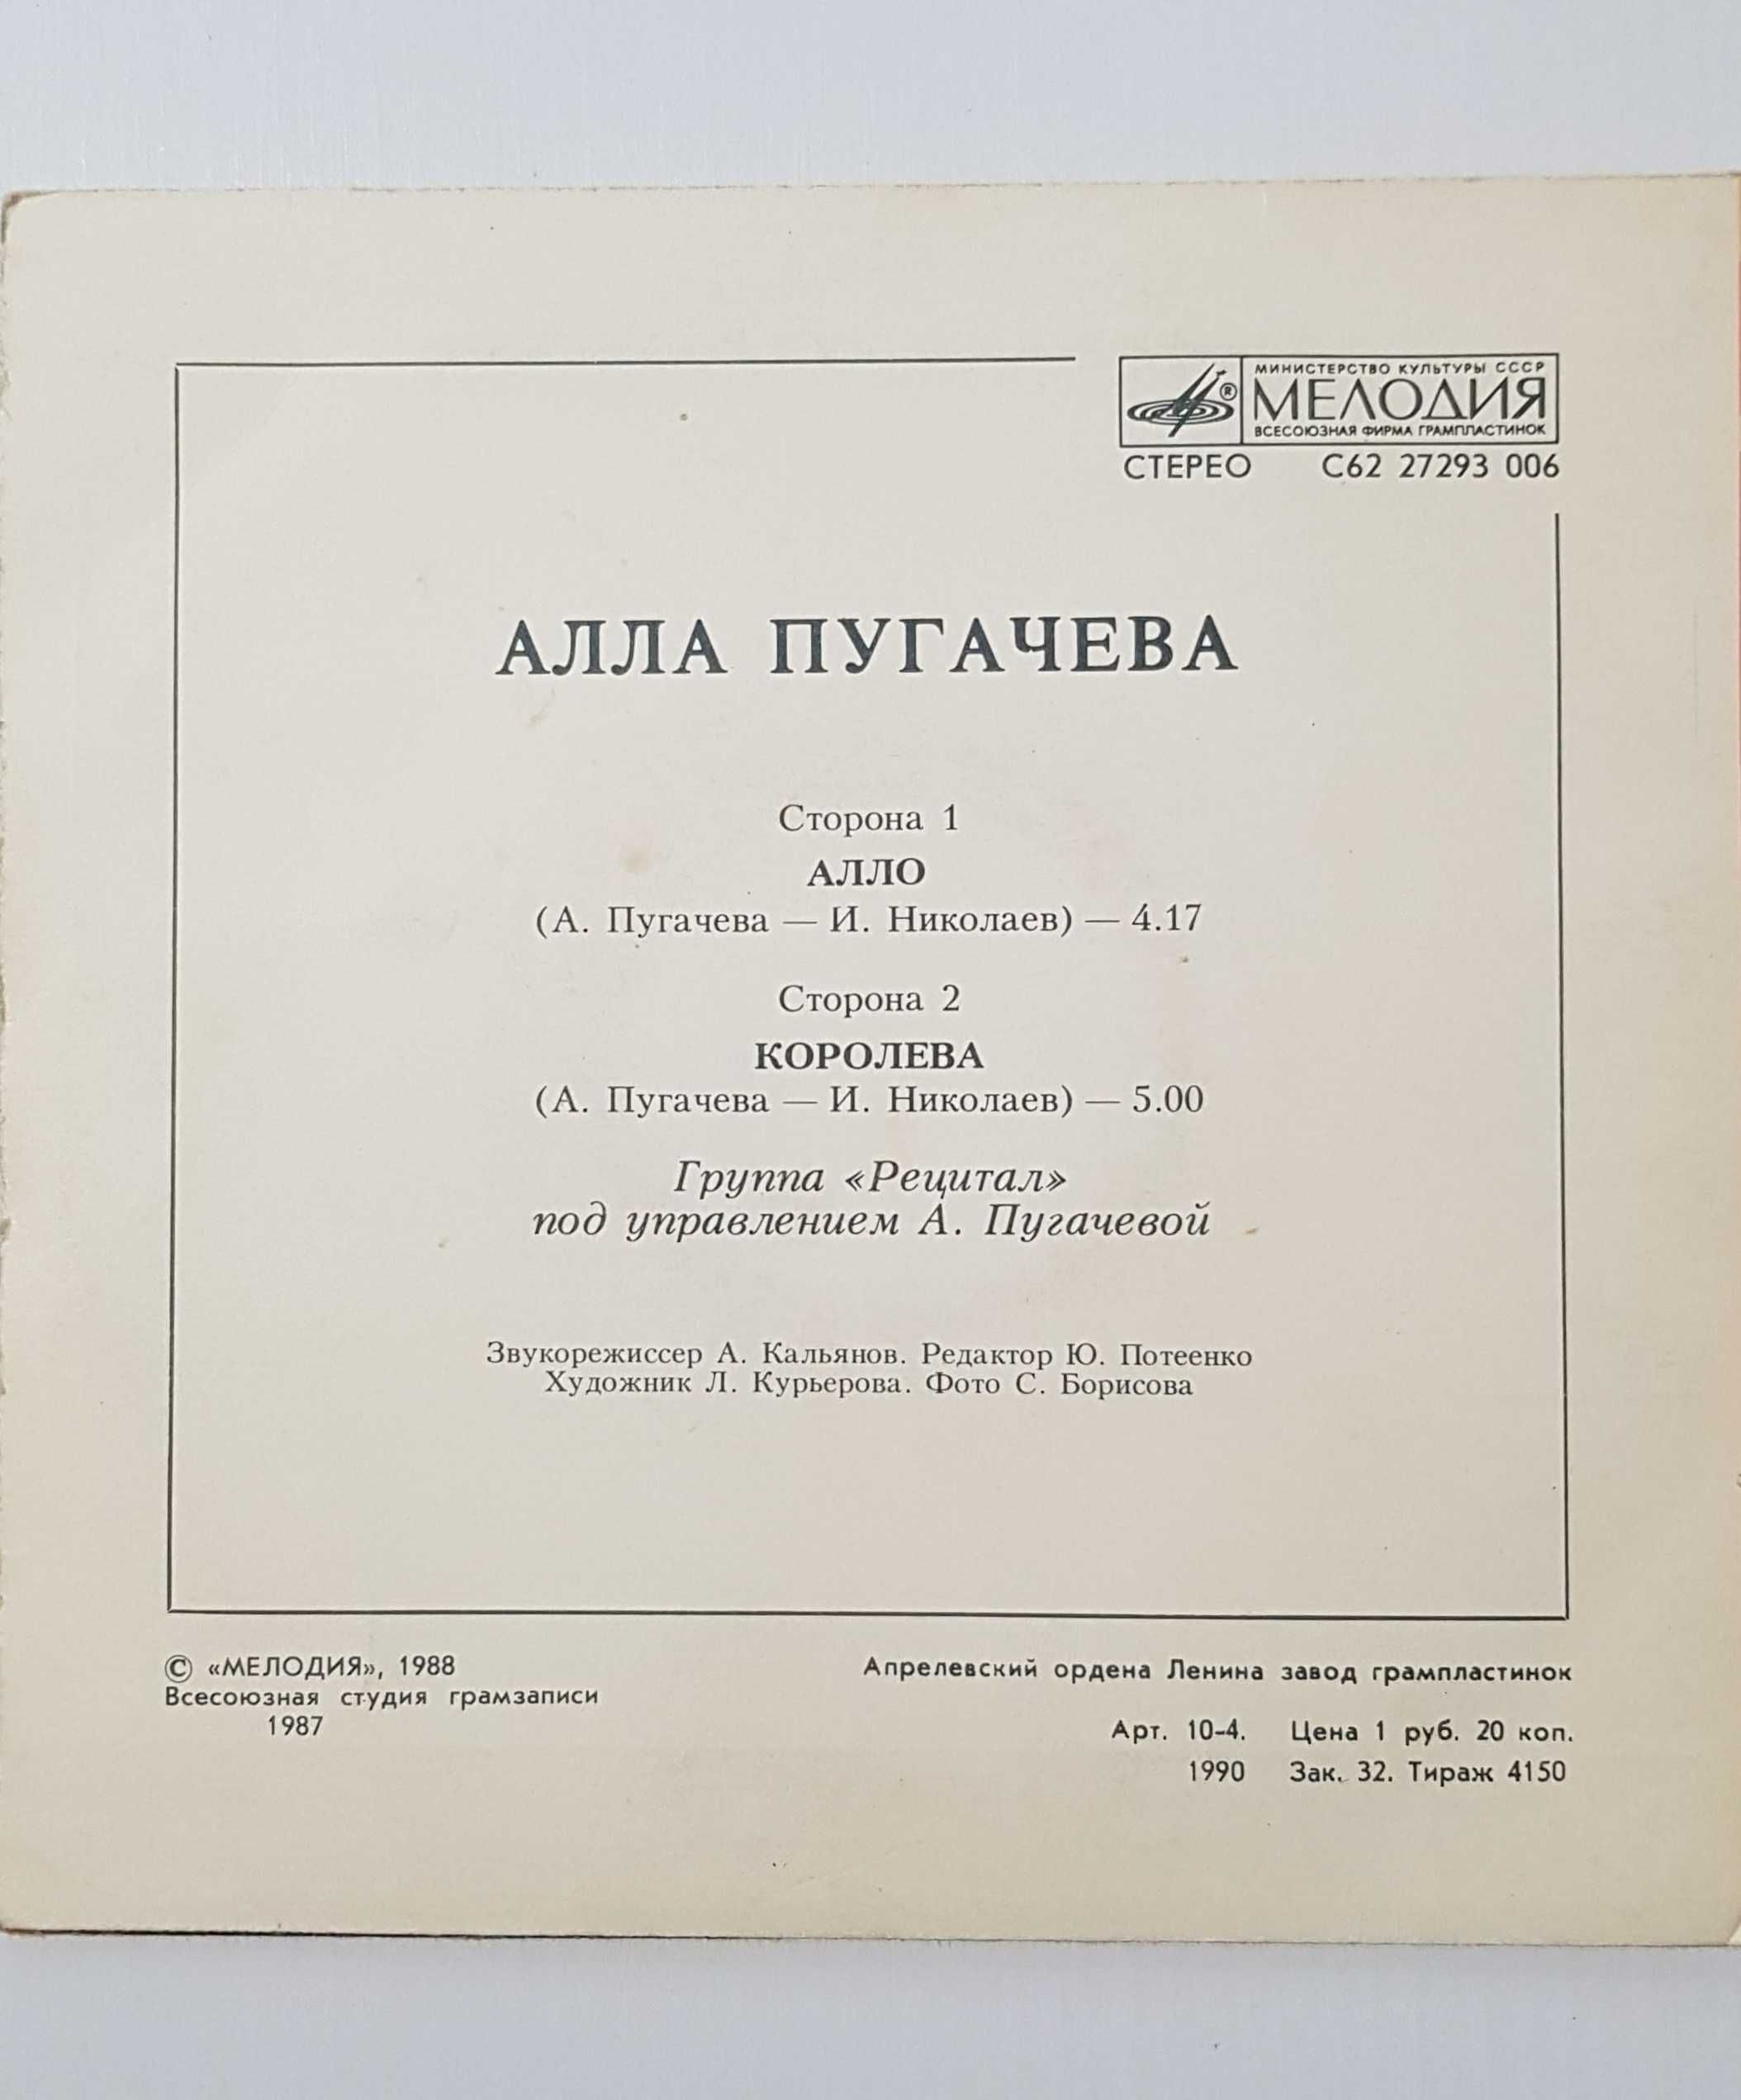 МИНИСТЕРСТВО КУЛЬТУРЫ СССР
МЕЛОДИЯ
ВСЕСОЮЗНАЯ ФИРМА ГРАМПЛАСТИНОК
СТЕРЕО С62 27293 006
АЛЛА ПУГАЧЕВА
Сторона 1
АЛЛО
(А. Пугачева — И. Николаев) — 4.17
Сторона 2
КОРОЛЕВА
(А. Пугачева — И. Николаев) — 5.00
Группа «Рецитал»
под управлением А. Пугачевой
Звукорежиссер А. Кальянов. Редактор Ю. Потеенко
Художник Л. Курьерова. Фото С. Борисова
© «МЕЛОДИЯ», 1988
Всесоюзная студия грамзаписи
1987
Апрелевский ордена Ленина завод грампластинок
Арт. 10-4. Цена 1 руб. 20 коп.
1990 Зак. 32. Тираж 4150